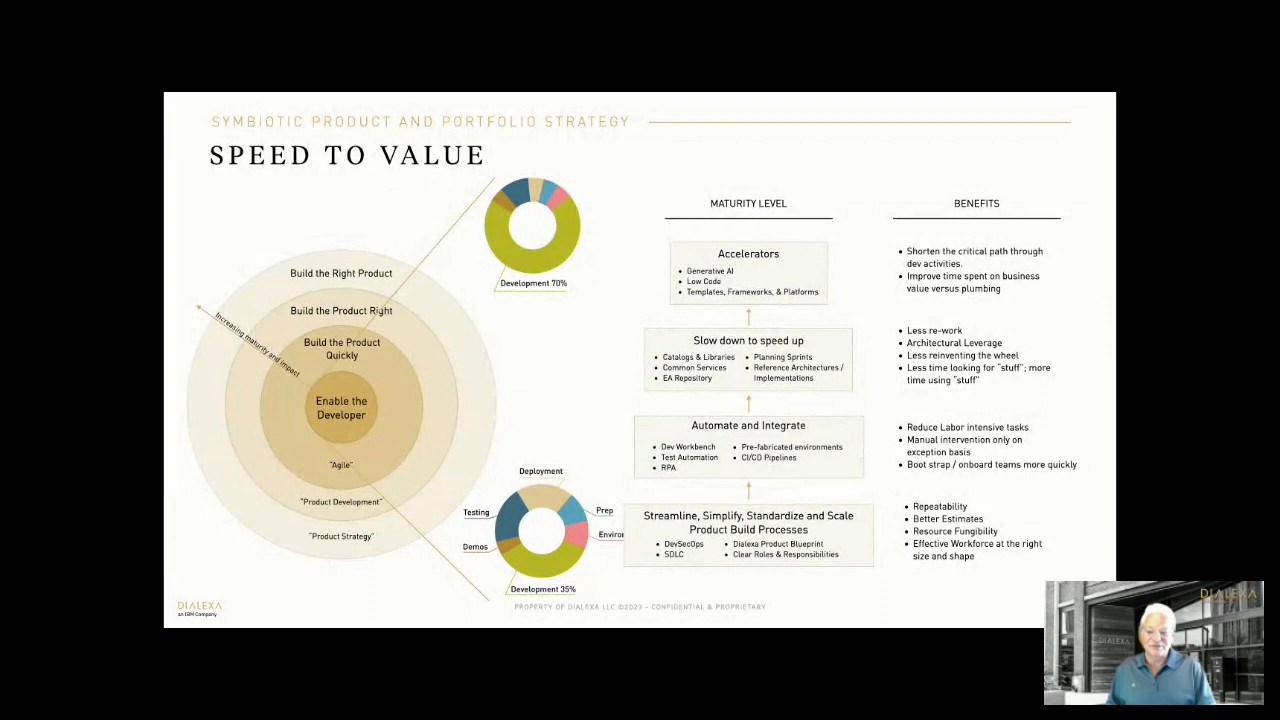 SYMBIOTIC PRODUCT AND PORTFOLIO STRATEGY
SPEED TO VALUE
Build the Right Product
Build the Product Right
Build the Product
Quickly
Enable the
Developer
"Agile"
"Product Development"
"Product Strategy"
Increasing maturity and impact
Development 70%
Deployment
Testing
Prep
Demos
Development 35%
MATURITY LEVEL
Accelerators
• Generative AI
• Low Code
• Templates, Frameworks, & Platforms
Slow down to speed up
• Catalogs & Libraries
• Common Services
• EA Repository
• Planning Sprints
• Reference Architectures /
Implementations
Automate and Integrate
• Dev Workbench
• Test Automation
• RPA
• Pre-fabricated environments
• CI/CD Pipelines
Streamline, Simplify, Standardize and Scale
Product Build Processes
• DevSecOps
• SDLC
• Dialexa Product Blueprint
• Clear Roles & Responsibilities
BENEFITS
• Shorten the critical path through
dev activities.
• Improve time spent on business
value versus plumbing
• Less re-work
• Architectural Leverage
• Less reinventing the wheel
• Less time looking for "stuff"; more
time using "stuff"
• Reduce Labor intensive tasks
• Manual intervention only on
exception basis
• Boot strap / onboard teams more quickly
• Repeatability
• Better Estimates
• Resource Fungibility
• Effective Workforce at the right
size and shape
DIALEXA
an IBM Company
PROPERTY OF DIALEXA LLC ©2023 - CONFIDENTIAL & PROPRIETARY
DIALEXA
DIALEXA